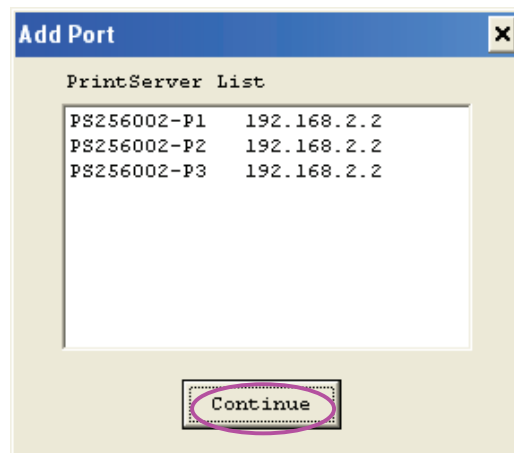 Add Port
PrintServer List
PS256002-P1 192.168.2.2
PS256002-P2 192.168.2.2
PS256002-P3 192.168.2.2
Continue